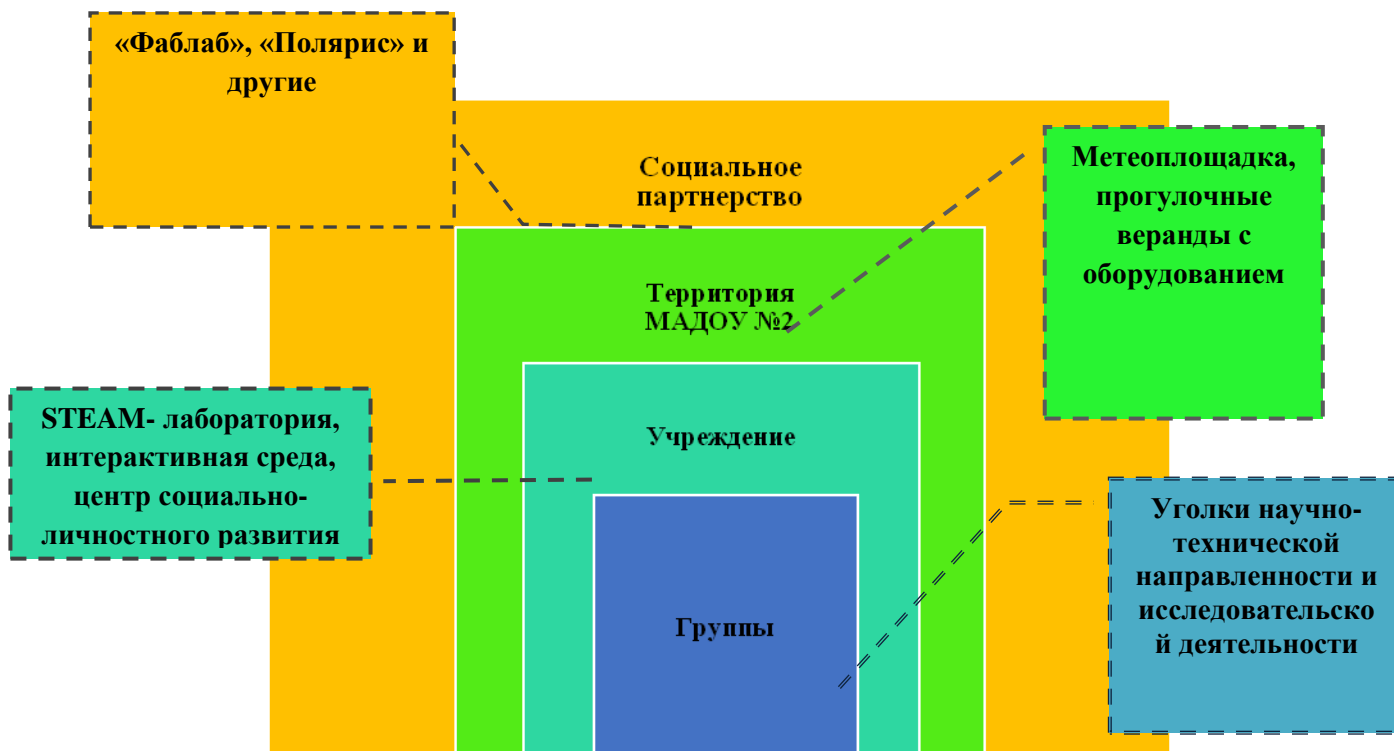 «Фаблаб», «Полярис» и
другие
Социальное
партнерство
Метеоплощадка,
прогулочные
веранды с
оборудованием
Территория
МАДОУ №2
STEAM- лаборатория,
интерактивная среда,
центр социально-
личностного развития
Учреждение
Уголки научно-
технической
направленности и
исследовательско
й деятельности
Группы